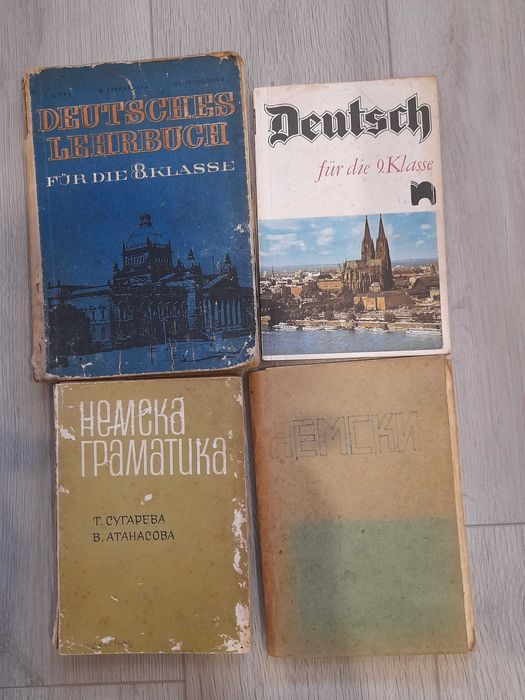 DEUTSCHES
LEHRBUCH
FÜR DIE 8. KLASSE
Deutsch
für die 9. Klasse
немска
граматика
Т. СУГАРЕВА
В. АТАНАСОВА
НЕМСКИ